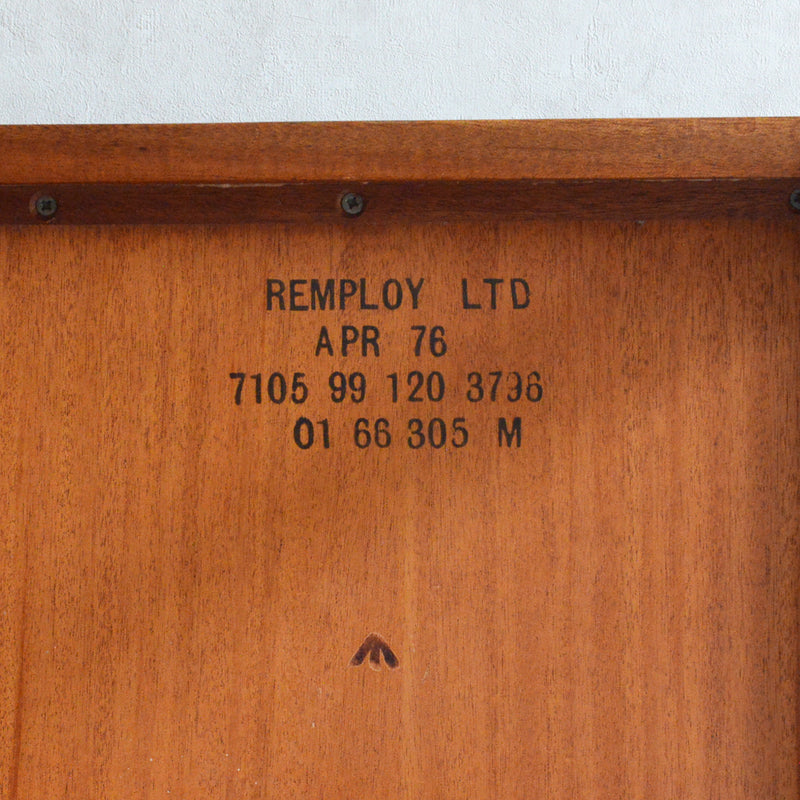 REMPLOY LTD
APR 76
7105 99 120 3796
01 66 305 M